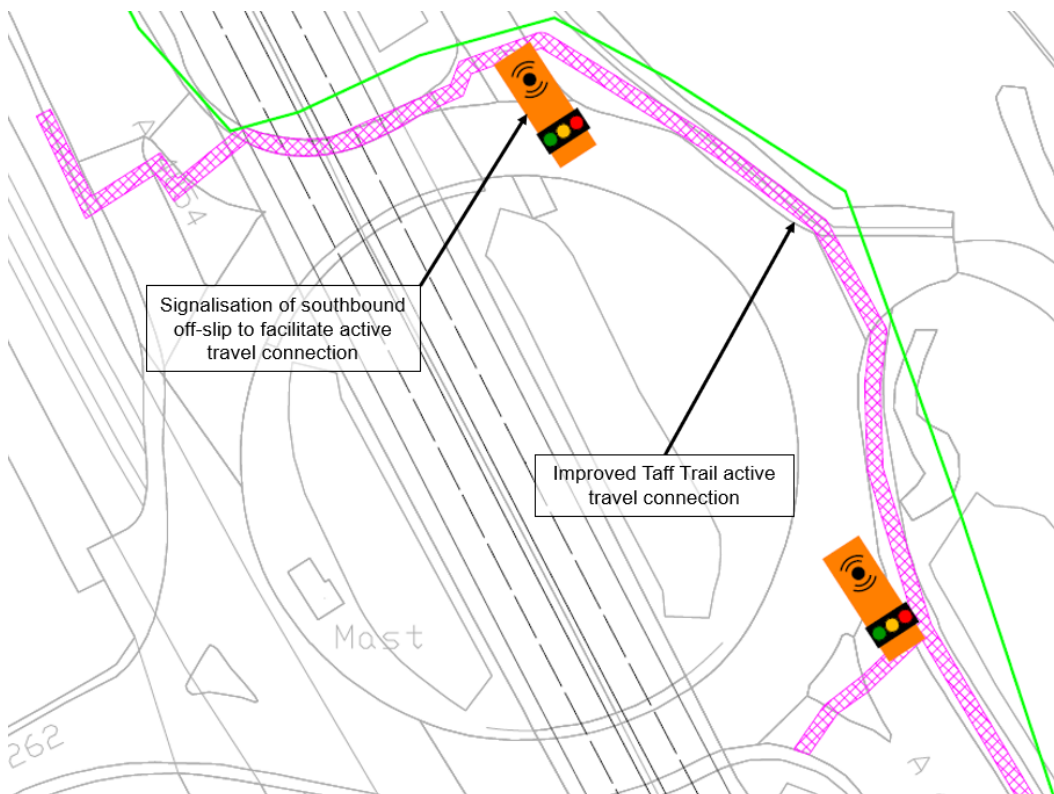 Signalisation of southbound
off-slip to facilitate active
travel connection
Improved Taff Trail active
travel connection
Mast
262
A